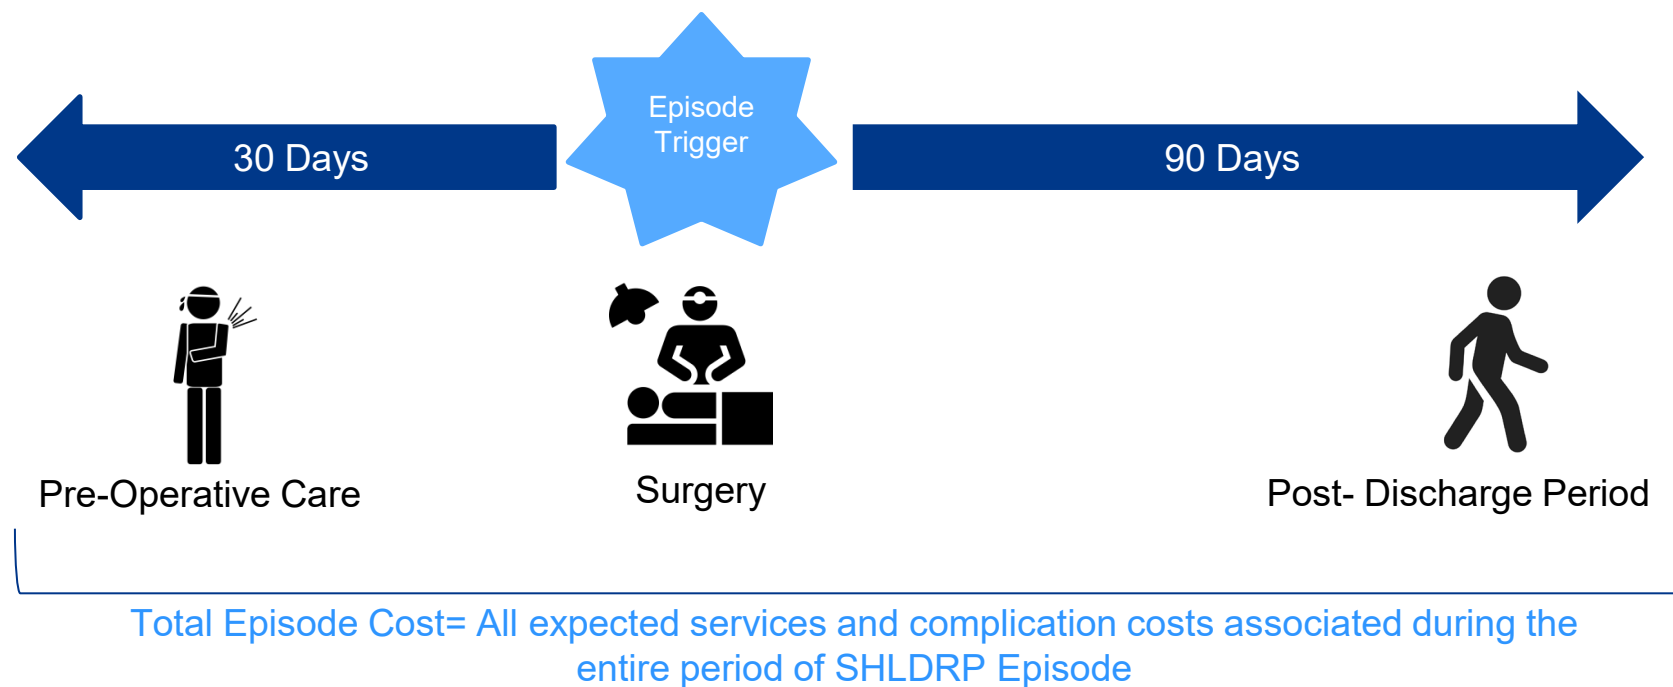 Episode
Trigger
30 Days
90 Days
Pre-Operative Care
Surgery
Post- Discharge Period
Total Episode Cost= All expected services and complication costs associated during the
entire period of SHLDRP Episode